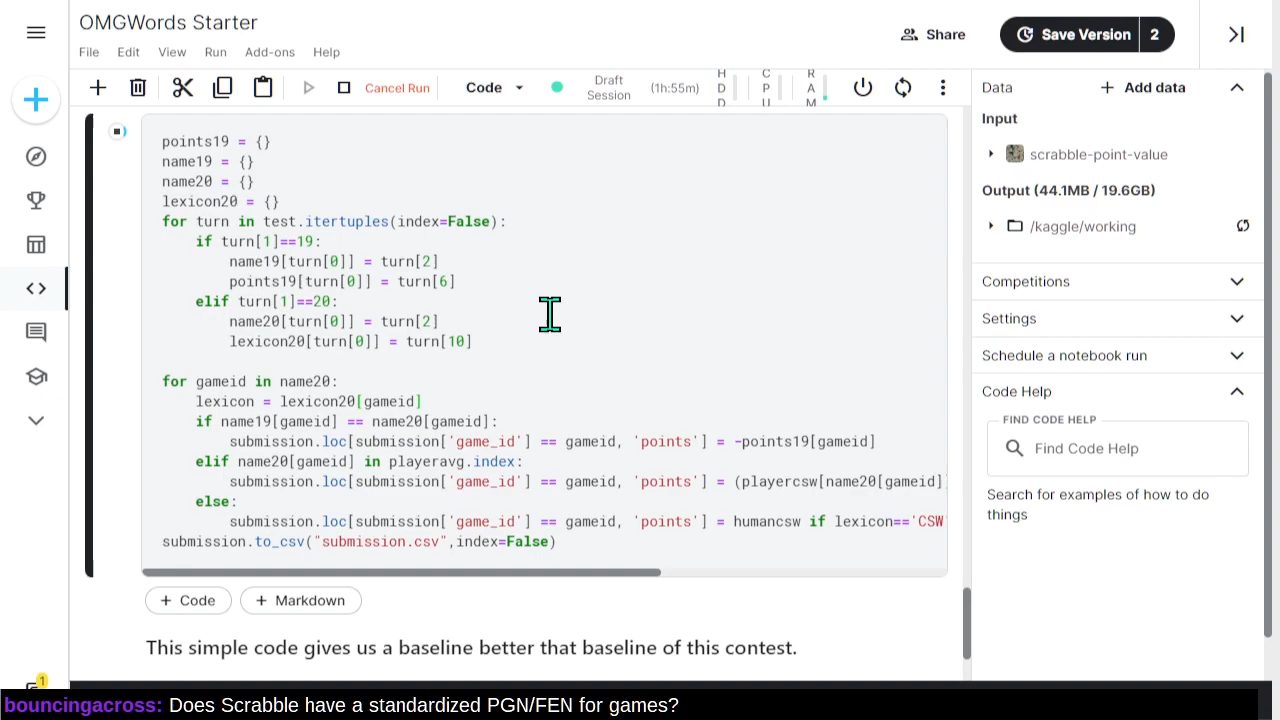 OMGWords Starter
File Edit View Run Add-ons Help
Share
Save Version 2
Cancel Run
Code
Draft Session
(1h:55m)
HDD
CPU
RAM
points19 = {}
name19 = {}
name20 = {}
lexicon20 = {}
for turn in test.itertuples(index=False):
    if turn[1]==19:
        name19[turn[0]] = turn[2]
        points19[turn[0]] = turn[6]
    elif turn[1]==20:
        name20[turn[0]] = turn[2]
        lexicon20[turn[0]] = turn[10]
for gameid in name20:
    lexicon = lexicon20[gameid]
    if name19[gameid] == name20[gameid]:
        submission.loc[submission['game_id'] == gameid, 'points'] = -points19[gameid]
    elif name20[gameid] in playeravg.index:
        submission.loc[submission['game_id'] == gameid, 'points'] = (playercsw[name20[gameid]]
    else:
        submission.loc[submission['game_id'] == gameid, 'points'] = humancsw if lexicon=='CSW'
submission.to_csv("submission.csv",index=False)
+ Code
+ Markdown
This simple code gives us a baseline better that baseline of this contest.
Data
+ Add data
Input
scrabble-point-value
Output (44.1MB / 19.6GB)
/kaggle/working
Competitions
Settings
Schedule a notebook run
Code Help
FIND CODE HELP
Find Code Help
Search for examples of how to do
things
1
bouncingacross: Does Scrabble have a standardized PGN/FEN for games?